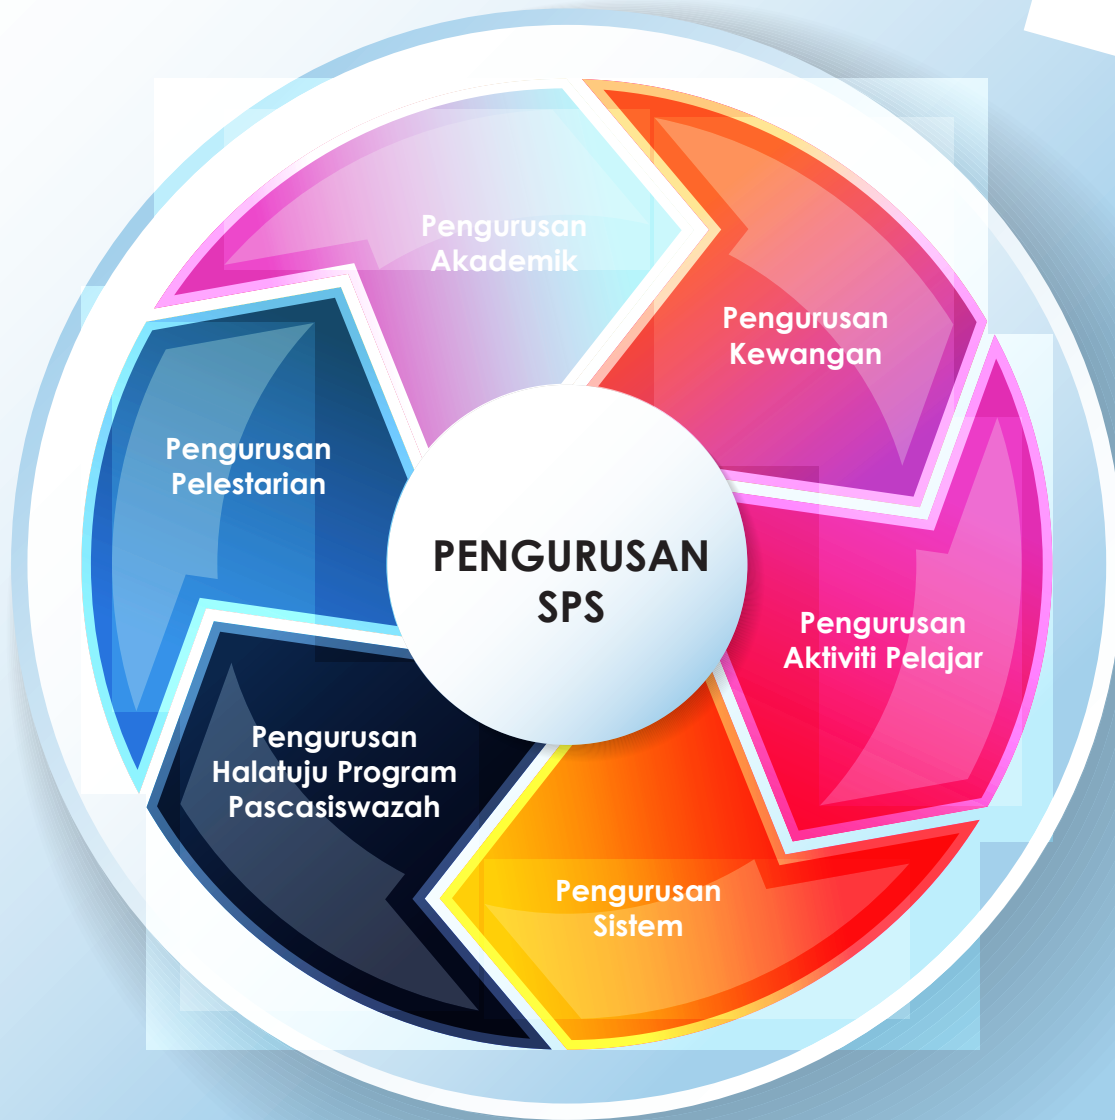 Pengurusan
Akademik
Pengurusan
Kewangan
Pengurusan
Aktiviti Pelajar
Pengurusan
Sistem
Pengurusan
Halatuju Program
Pascasiswazah
Pengurusan
Pelestarian
PENGURUSAN
SPS